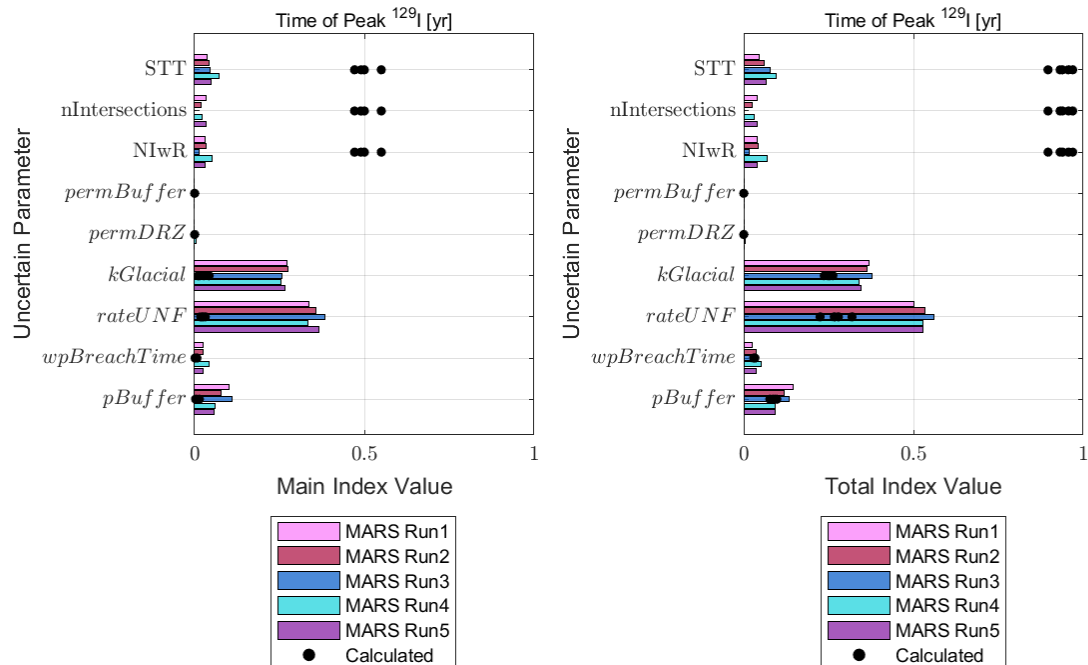 Time of Peak ¹²⁹I [yr]
Uncertain Parameter
STT
nIntersections
NIwR
permBuffer
permDRZ
kGlacial
rateUNF
wpBreachTime
pBuffer
0 0.5 1
Main Index Value
MARS Run1
MARS Run2
MARS Run3
MARS Run4
MARS Run5
Calculated
Time of Peak ¹²⁹I [yr]
Uncertain Parameter
STT
nIntersections
NIwR
permBuffer
permDRZ
kGlacial
rateUNF
wpBreachTime
pBuffer
0 0.5 1
Total Index Value
MARS Run1
MARS Run2
MARS Run3
MARS Run4
MARS Run5
Calculated